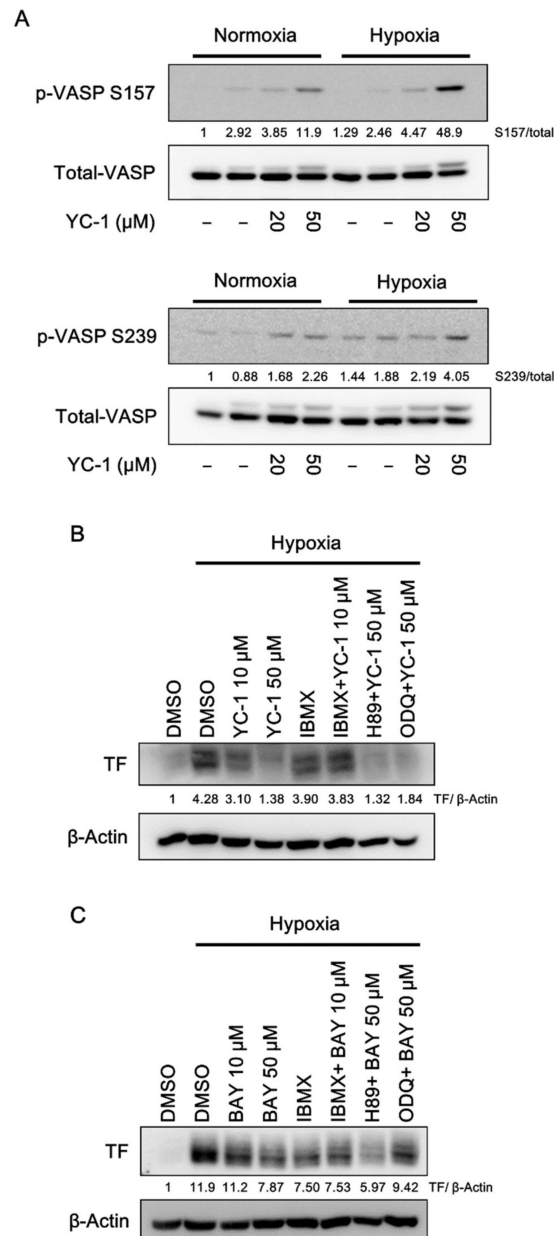 A
Normoxia Hypoxia
p-VASP S157
1 2.92 3.85 11.9 1.29 2.46 4.47 48.9 S157/total
Total-VASP
YC-1 (μM) – – 20 50 – – 20 50
Normoxia Hypoxia
p-VASP S239
1 0.88 1.68 2.26 1.44 1.88 2.19 4.05 S239/total
Total-VASP
YC-1 (μM) – – 20 50 – – 20 50
B
Hypoxia
DMSO
DMSO
YC-1 10 μM
YC-1 50 μM
IBMX
IBMX+YC-1 10 μM
H89+YC-1 50 μM
ODQ+YC-1 50 μM
TF
1 4.28 3.10 1.38 3.90 3.83 1.32 1.84 TF/ β-Actin
β-Actin
C
Hypoxia
DMSO
DMSO
BAY 10 μM
BAY 50 μM
IBMX
IBMX+ BAY 10 μM
H89+ BAY 50 μM
ODQ+ BAY 50 μM
TF
1 11.9 11.2 7.87 7.50 7.53 5.97 9.42 TF/ β-Actin
β-Actin